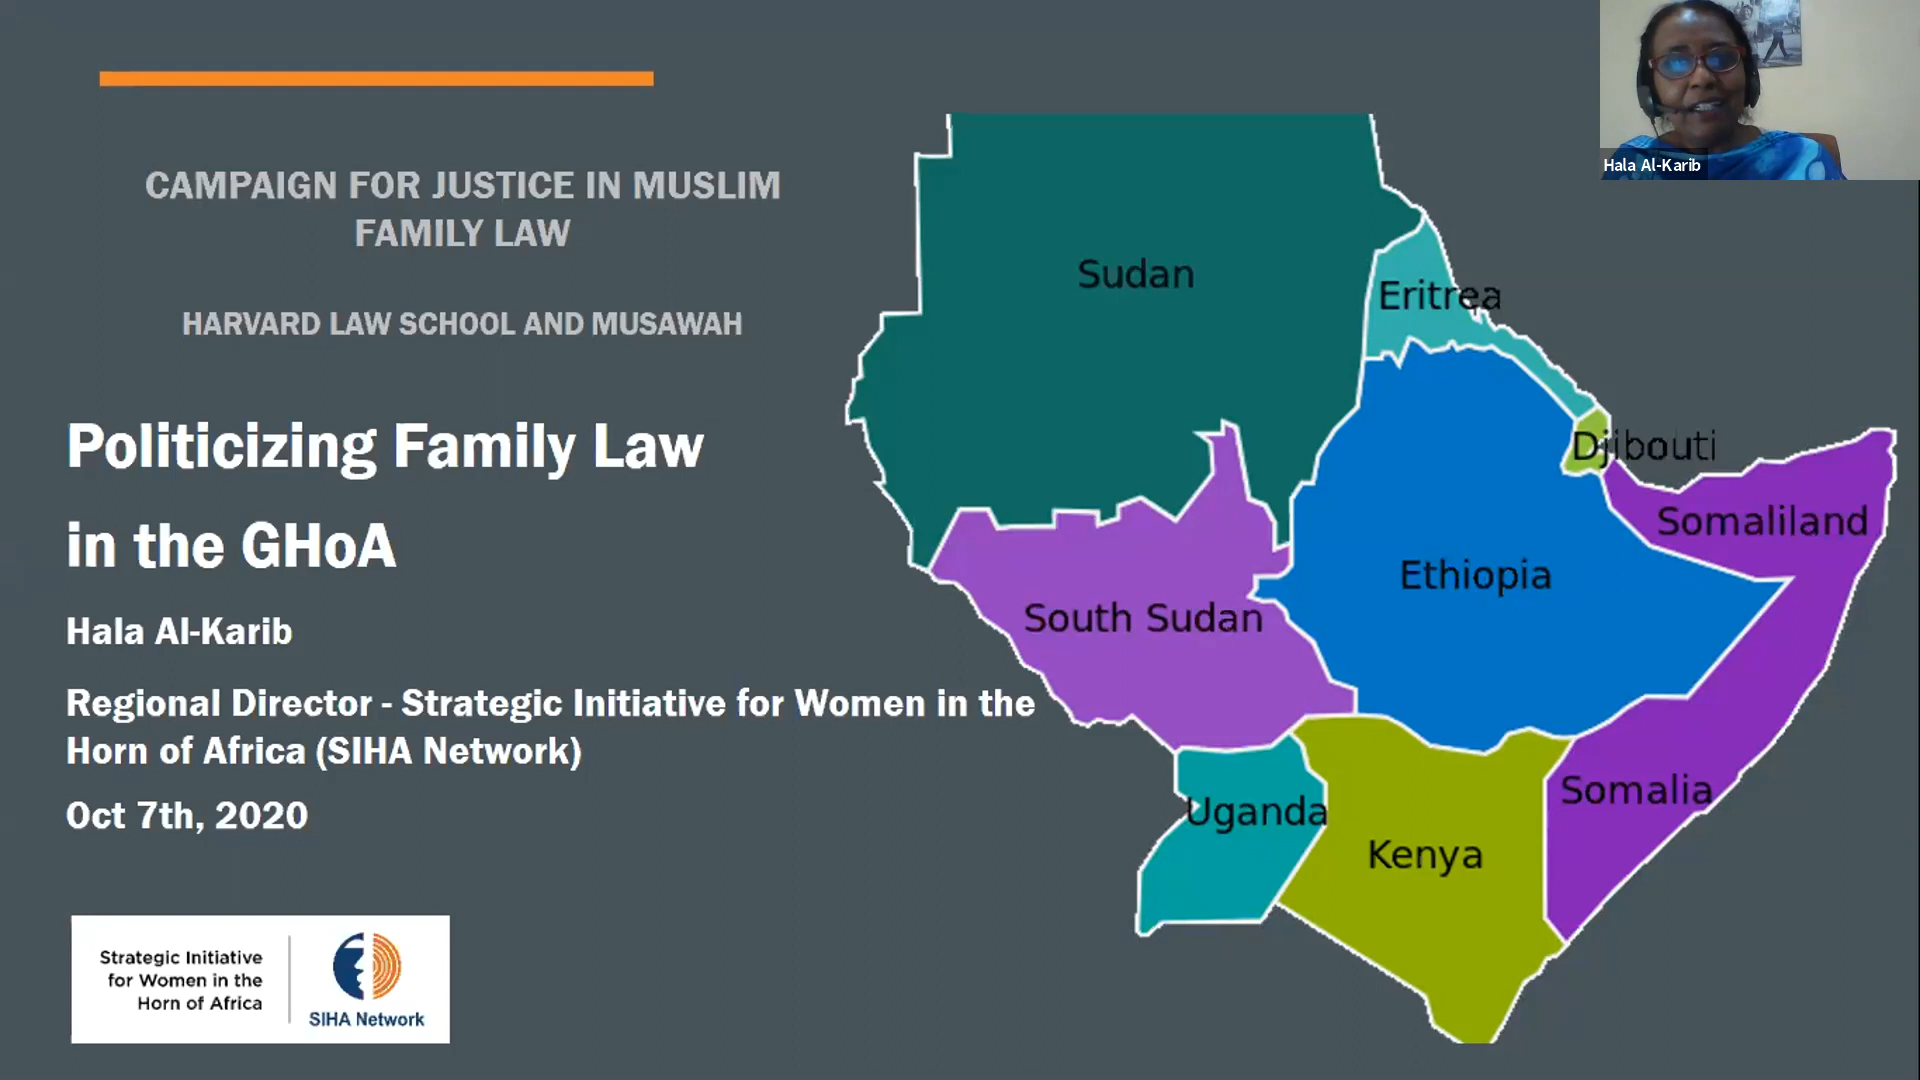 CAMPAIGN FOR JUSTICE IN MUSLIM
FAMILY LAW
HARVARD LAW SCHOOL AND MUSAWAH
Politicizing Family Law
in the GHoA
Hala Al-Karib
Regional Director - Strategic Initiative for Women in the
Horn of Africa (SIHA Network)
Oct 7th, 2020
Strategic Initiative
for Women in the
Horn of Africa
SIHA Network
Hala Al-Karib
Sudan
Eritrea
Djibouti
Somaliland
Ethiopia
South Sudan
Somalia
Uganda
Kenya